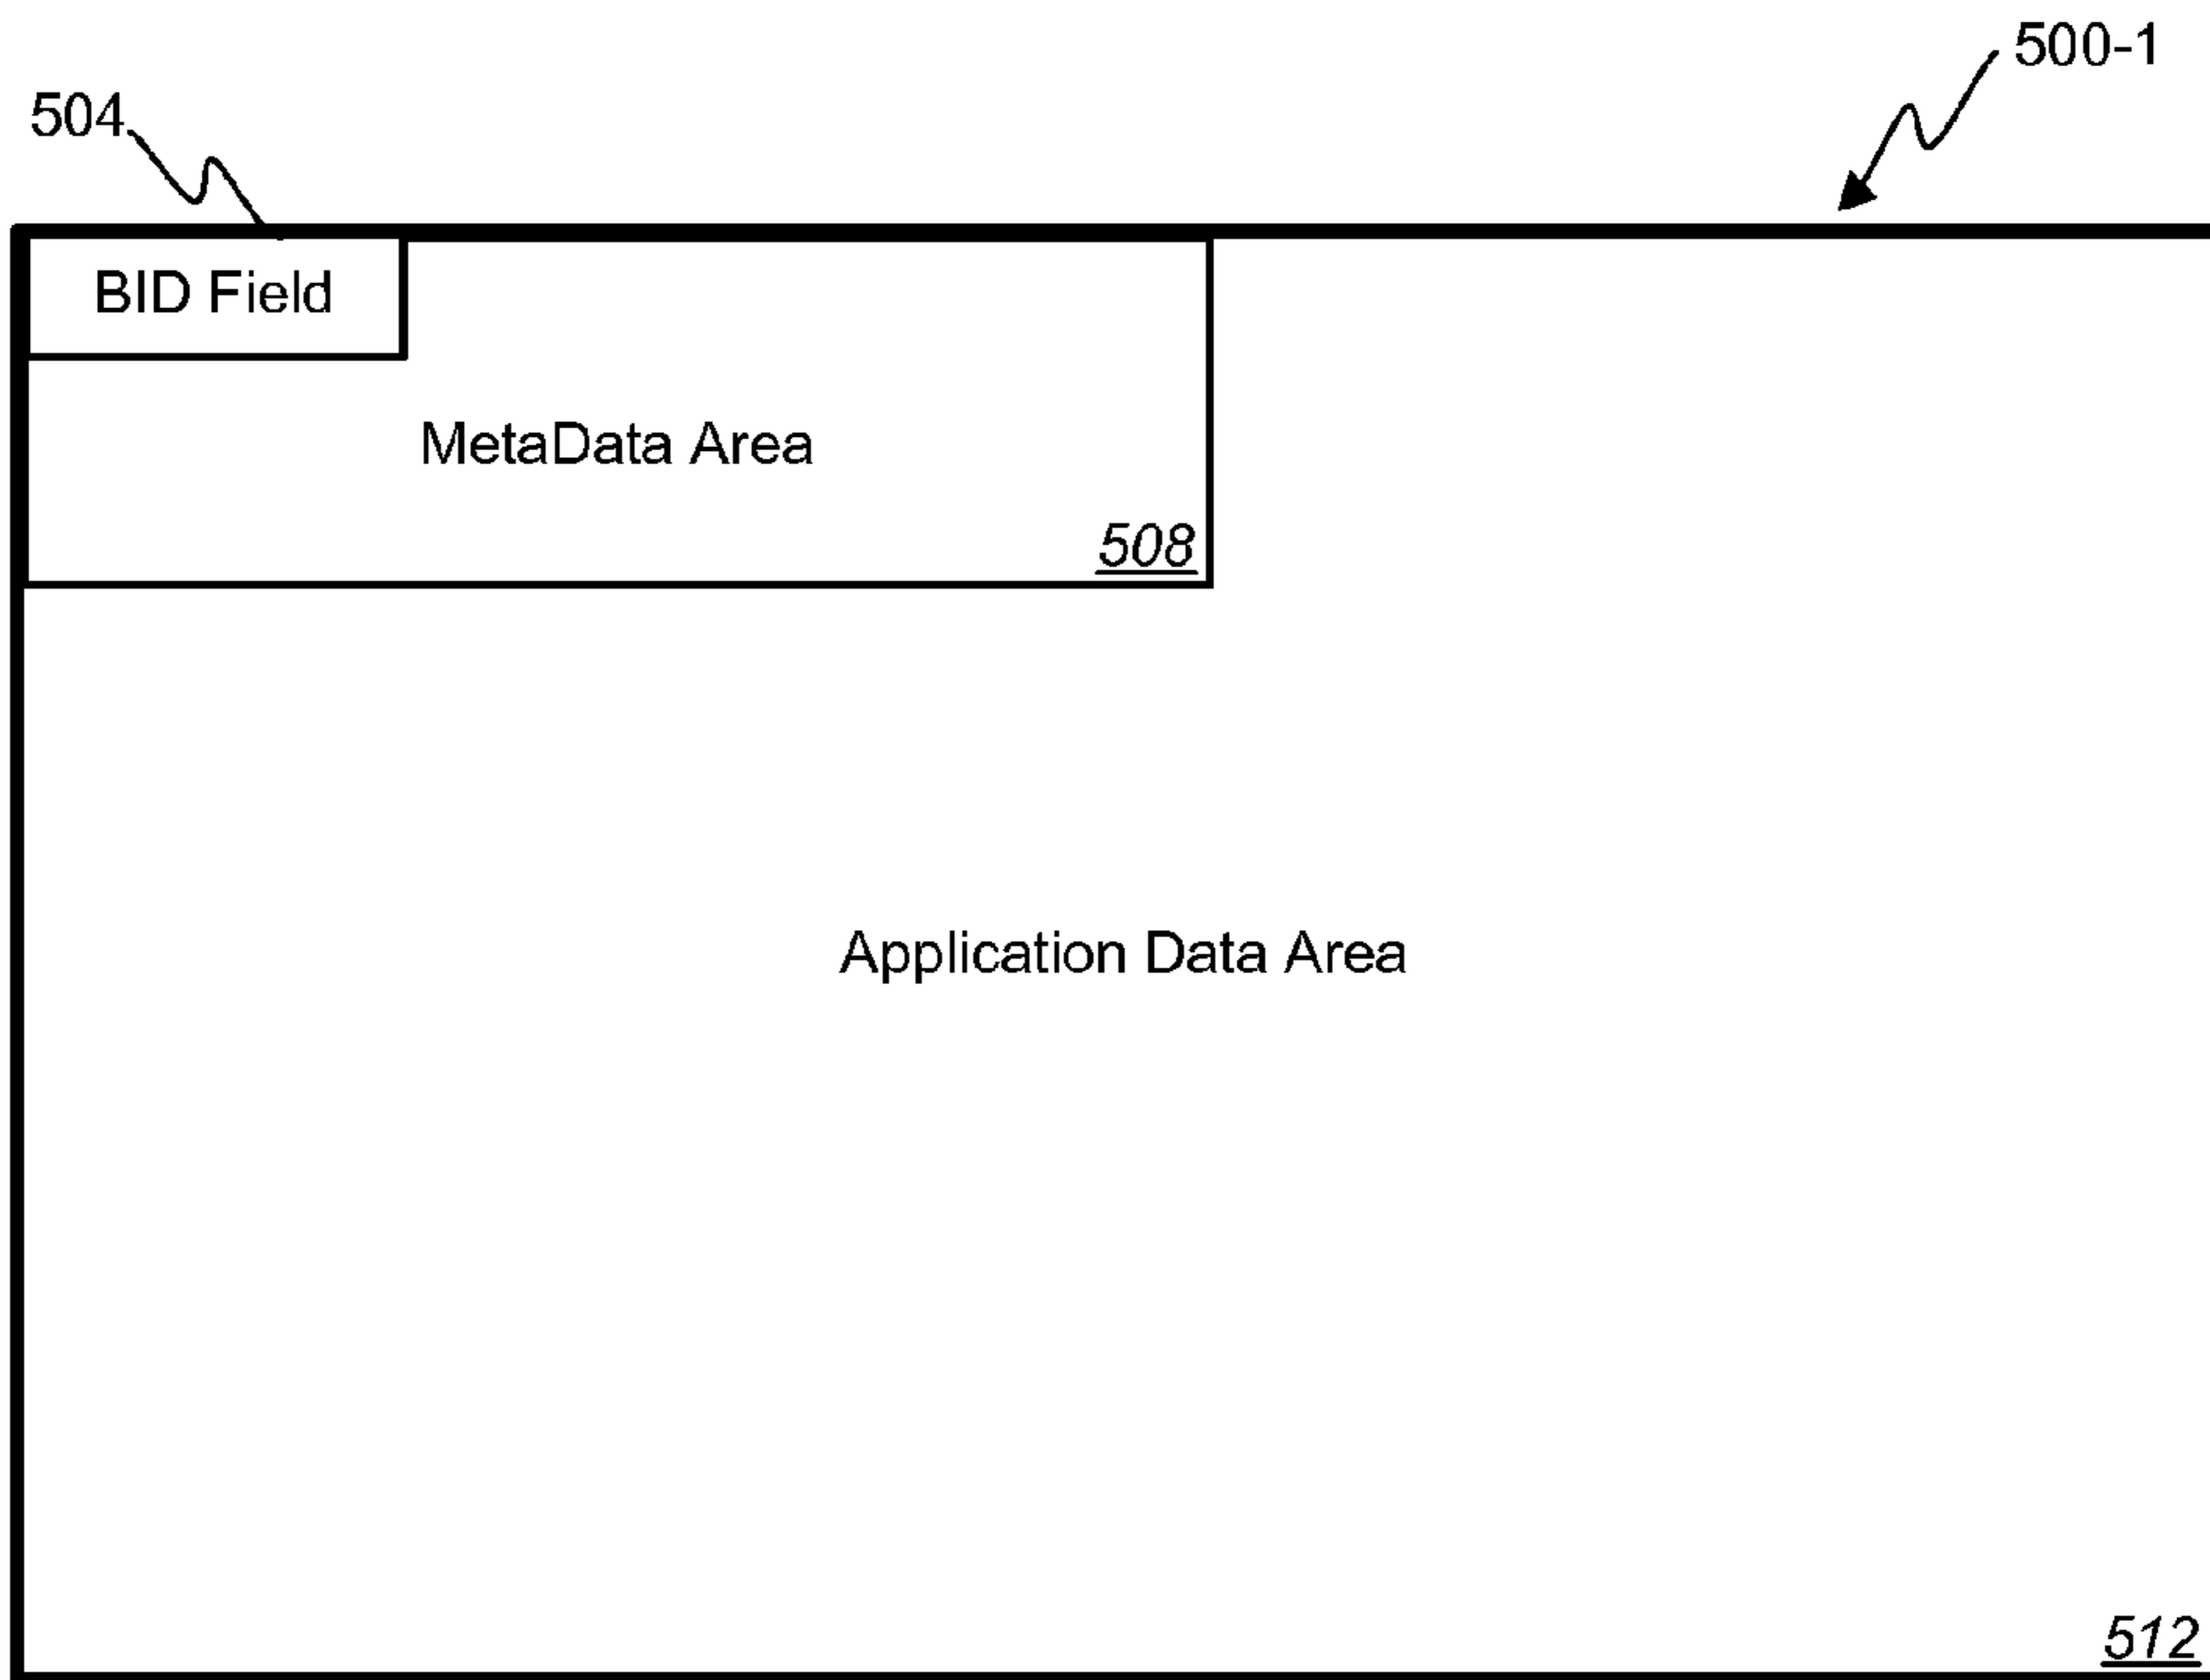 500-1
504
BID Field
MetaData Area
508
Application Data Area
512